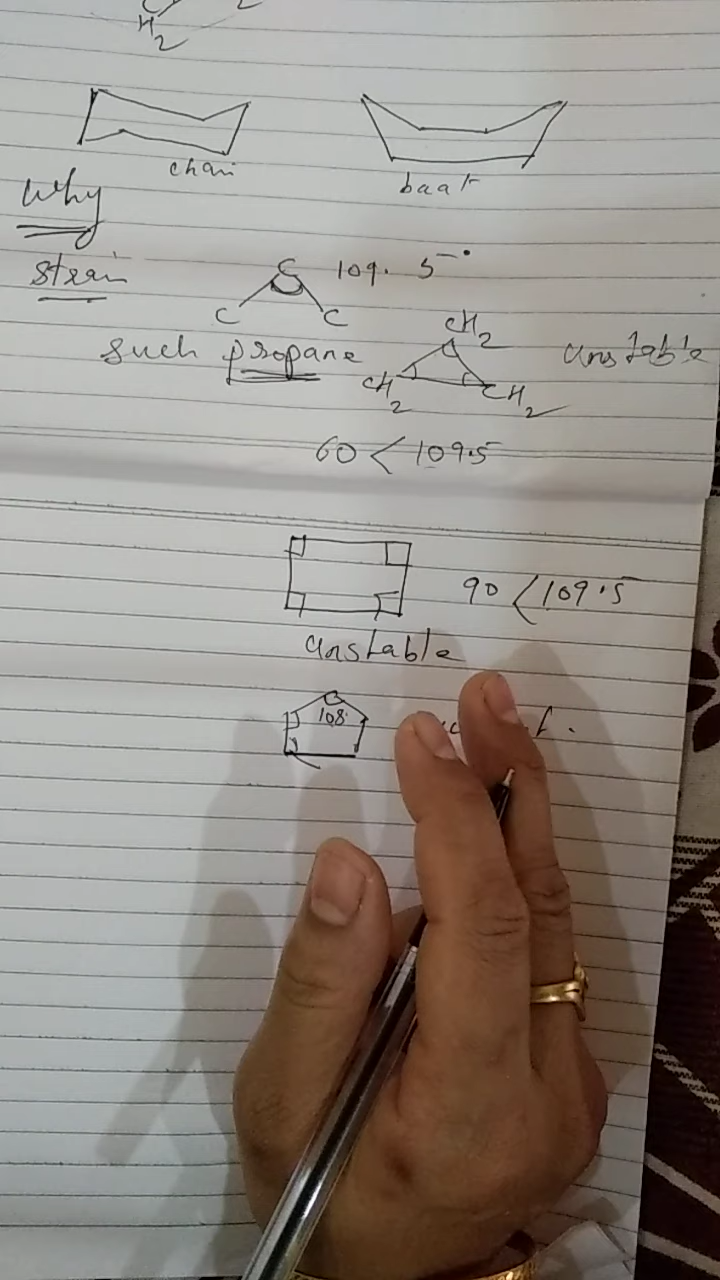 H2 2
chair boat
Why
strain C 109.5°
C C
such propane CH2 unstable
CH2 CH2
60 < 109.5
90 < 109.5
unstable
108